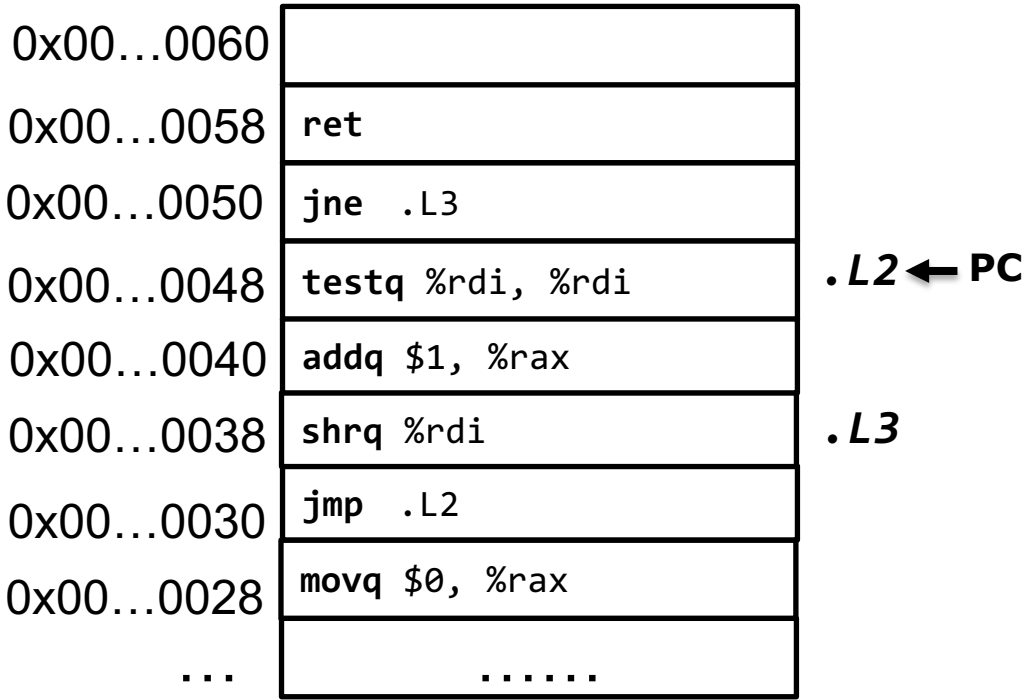 0x00…0060
0x00…0058 ret
0x00…0050 jne .L3
0x00…0048 testq %rdi, %rdi .L2 PC
0x00…0040 addq $1, %rax
0x00…0038 shrq %rdi .L3
0x00…0030 jmp .L2
0x00…0028 movq $0, %rax
... ......